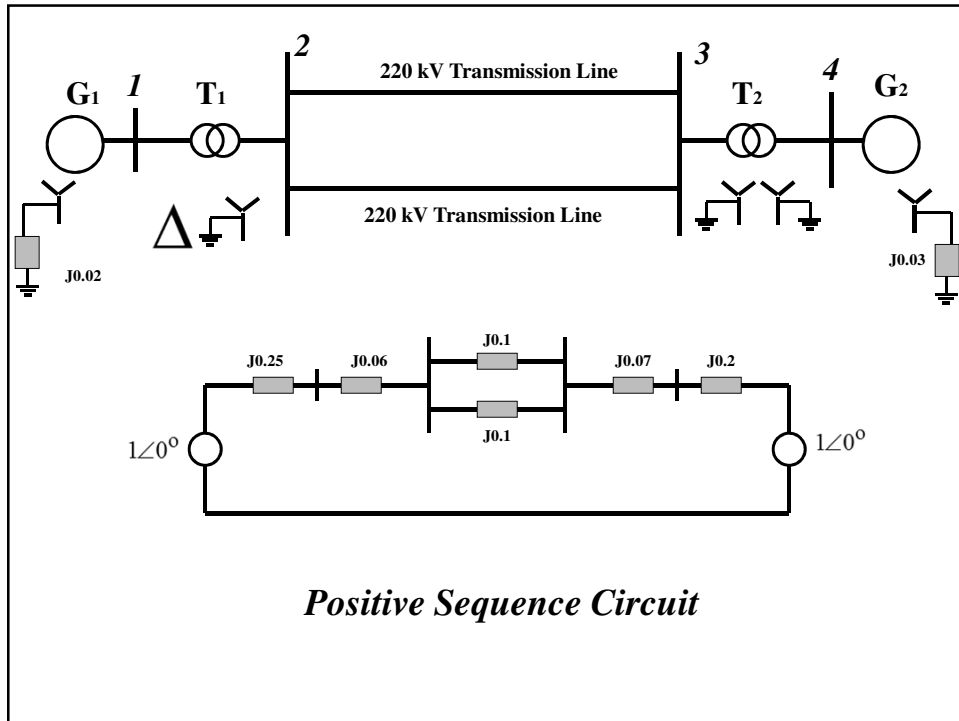 2
3
220 kV Transmission Line
1
4
G1
T1
T2
G2
220 kV Transmission Line
Δ
J0.02
J0.03
J0.1
J0.25
J0.06
J0.07
J0.2
J0.1
1∠0°
1∠0°
Positive Sequence Circuit